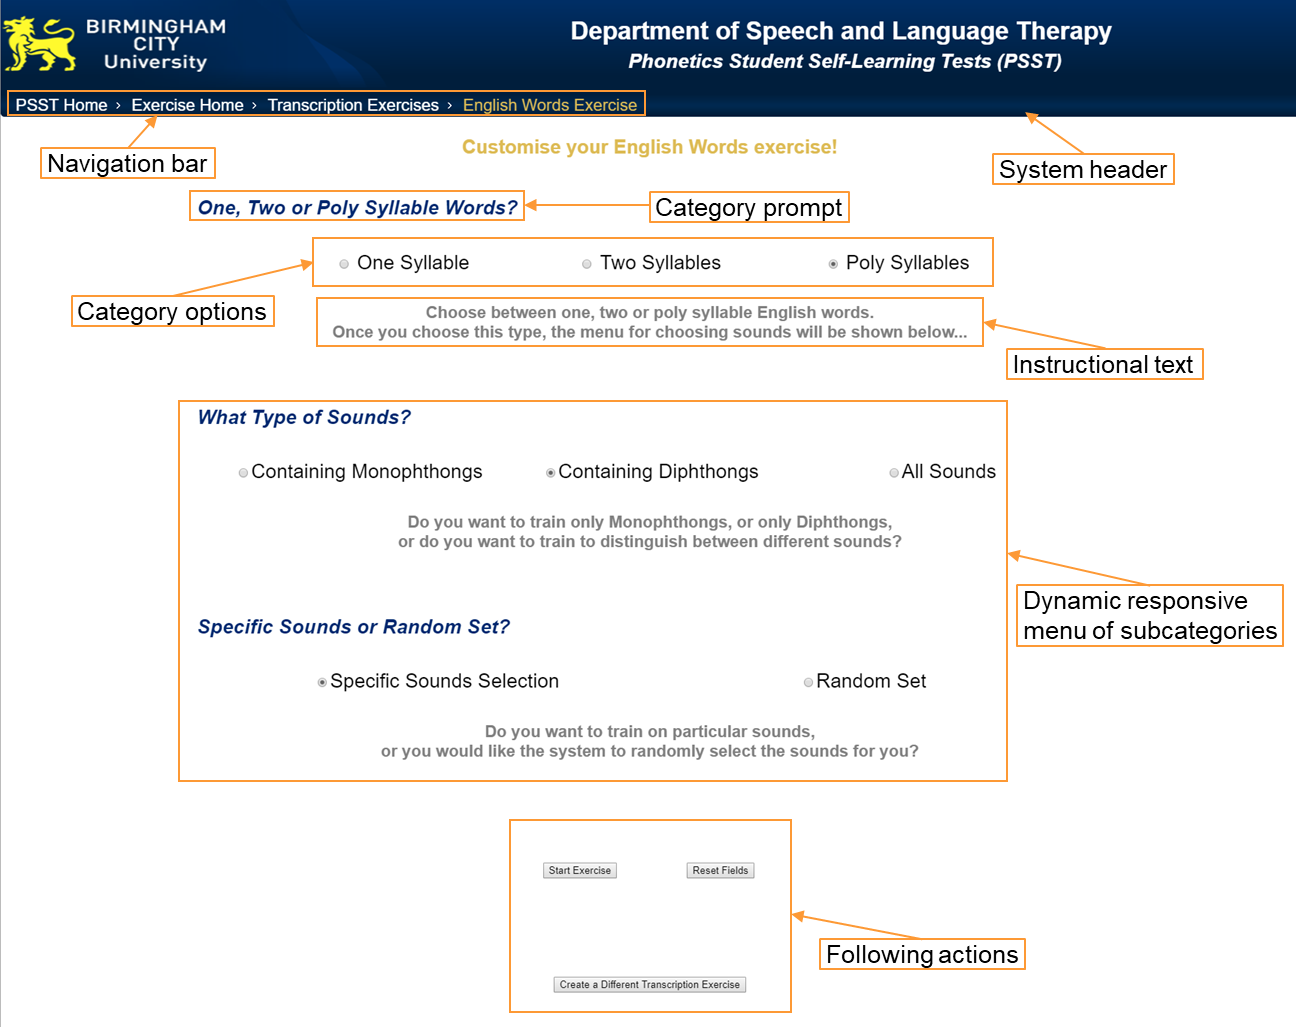 BIRMINGHAM
CITY
University
Department of Speech and Language Therapy
Phonetics Student Self-Learning Tests (PSST)
PSST Home › Exercise Home › Transcription Exercises › English Words Exercise
Navigation bar
System header
Customise your English Words exercise!
One, Two or Poly Syllable Words?
Category prompt
One Syllable Two Syllables Poly Syllables
Category options
Choose between one, two or poly syllable English words.
Once you choose this type, the menu for choosing sounds will be shown below...
Instructional text
What Type of Sounds?
Containing Monophthongs Containing Diphthongs All Sounds
Do you want to train only Monophthongs, or only Diphthongs,
or do you want to train to distinguish between different sounds?
Dynamic responsive
menu of subcategories
Specific Sounds or Random Set?
Specific Sounds Selection Random Set
Do you want to train on particular sounds,
or you would like the system to randomly select the sounds for you?
Start Exercise Reset Fields
Following actions
Create a Different Transcription Exercise